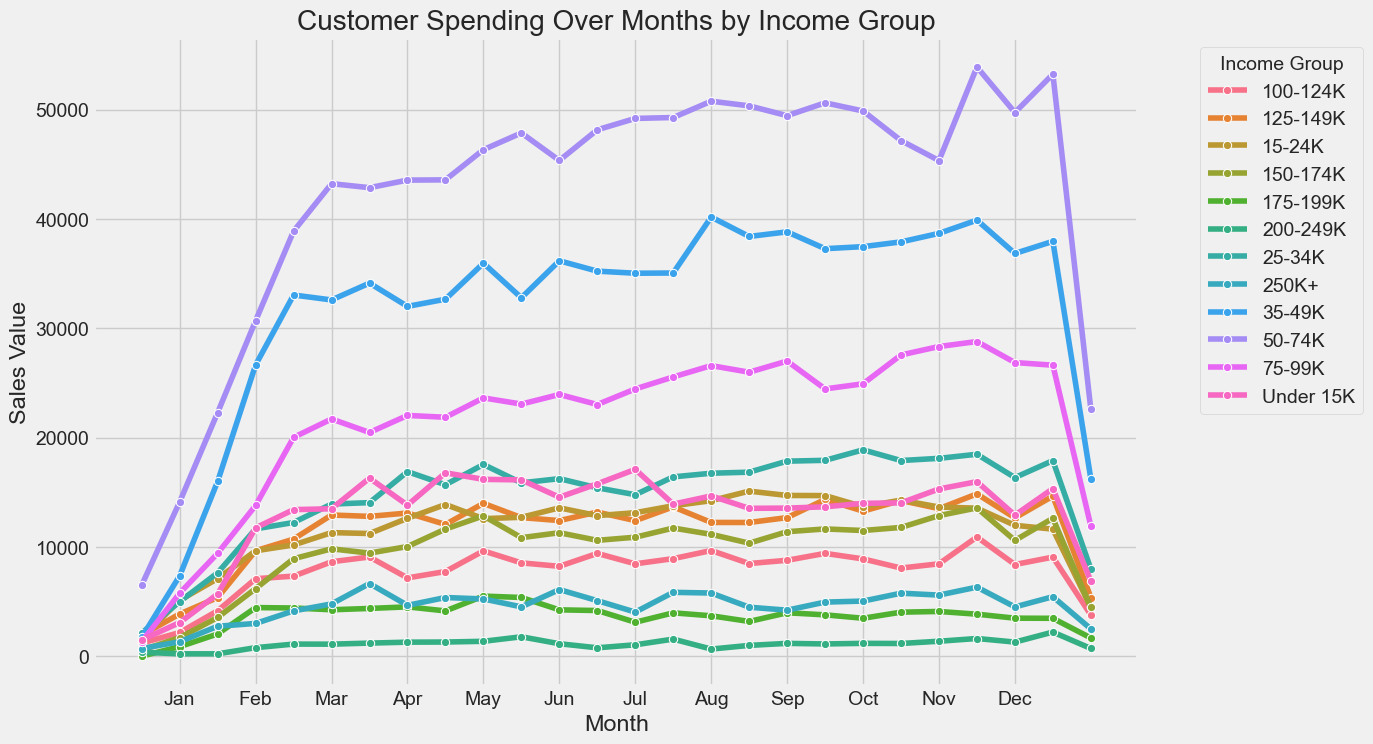 Customer Spending Over Months by Income Group
Income Group
100-124K
125-149K
15-24K
150-174K
175-199K
200-249K
25-34K
250K+
35-49K
50-74K
75-99K
Under 15K
Sales Value
50000
40000
30000
20000
10000
0
Jan Feb Mar Apr May Jun Jul Aug Sep Oct Nov Dec
Month